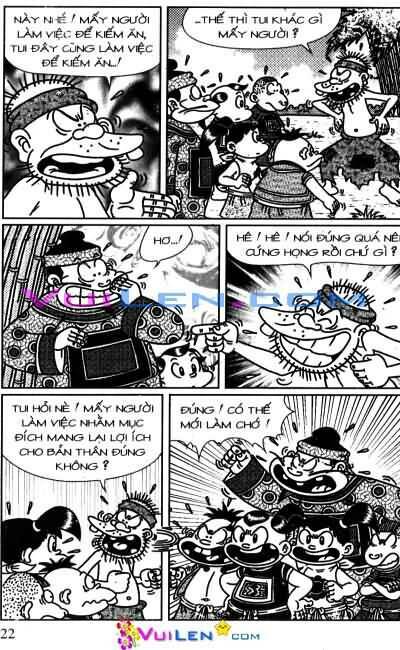 NÀY NHÉ! MẤY NGƯỜI
LÀM VIỆC ĐỂ KIẾM ĂN,
TUI ĐÂY CŨNG LÀM VIỆC
ĐỂ KIẾM ĂN...!
...THẾ THÌ TUI KHÁC GÌ
MẤY NGƯỜI?
HƠ...!
HÊ! HÊ! NÓI ĐÚNG QUÁ NÊN
CỨNG HỌNG RỒI CHỨ GÌ?
VUILEN.COM
TUI HỎI NÈ! MẤY NGƯỜI
LÀM VIỆC NHẰM MỤC
ĐÍCH MANG LẠI LỢI ÍCH
CHO BẢN THÂN ĐÚNG
KHÔNG?
ĐÚNG! CÓ THẾ
MỚI LÀM CHỚ!
22
VUILEN.COM